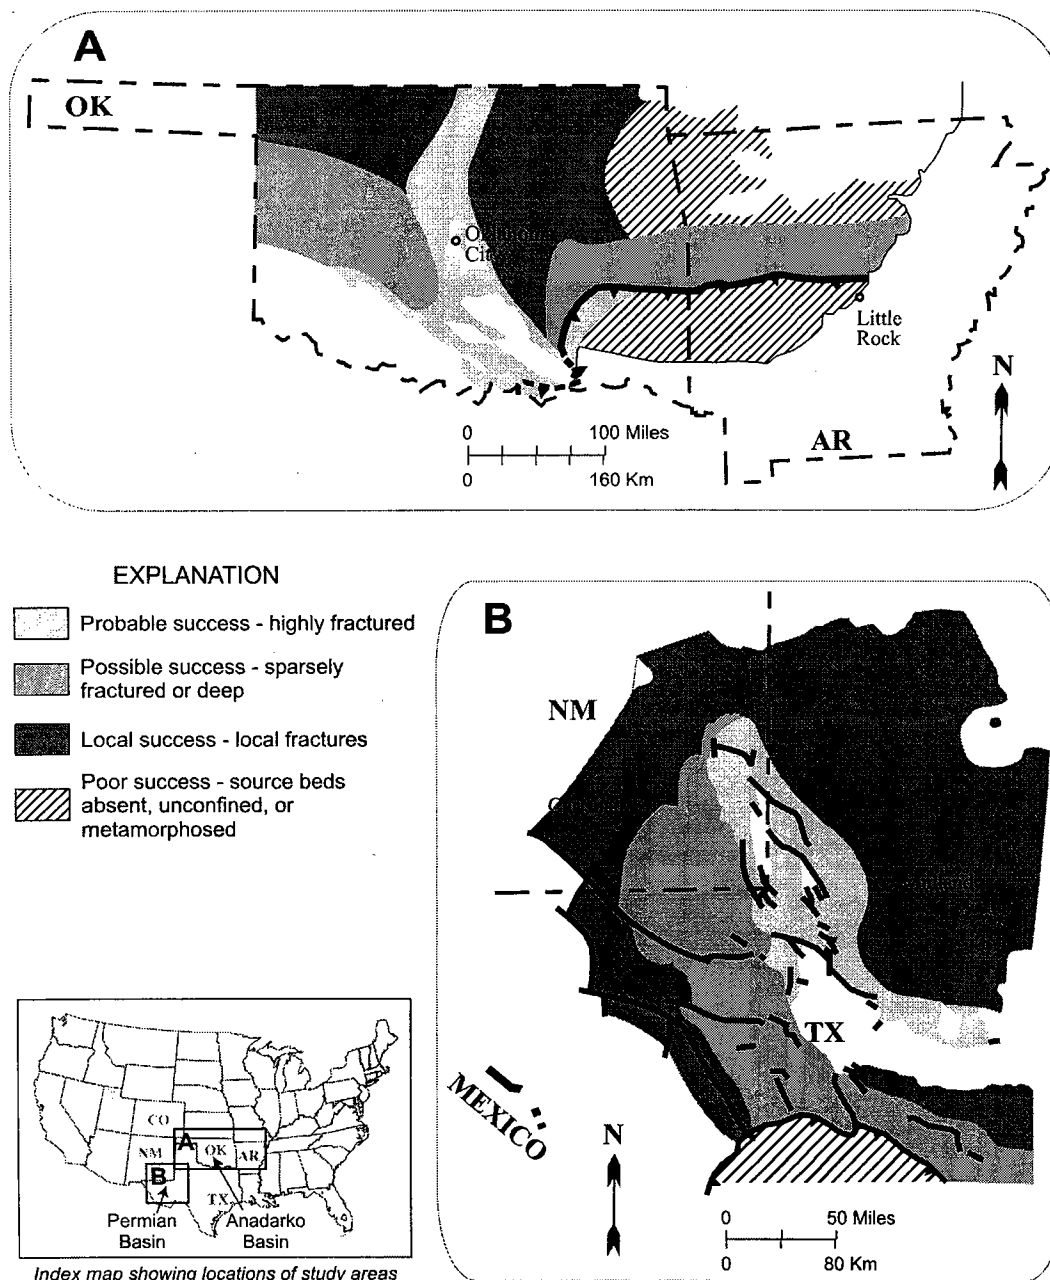 A
OK
Oklahoma
City
Little
Rock
N
0 100 Miles
0 160 Km
AR
EXPLANATION
Probable success - highly fractured
Possible success - sparsely
fractured or deep
Local success - local fractures
Poor success - source beds
absent, unconfined, or
metamorphosed
B
NM
TX
MEXICO
N
0 50 Miles
0 80 Km
CO
A
OK
AR
NM
B
TX
Permian
Basin
Anadarko
Basin
Index map showing locations of study areas